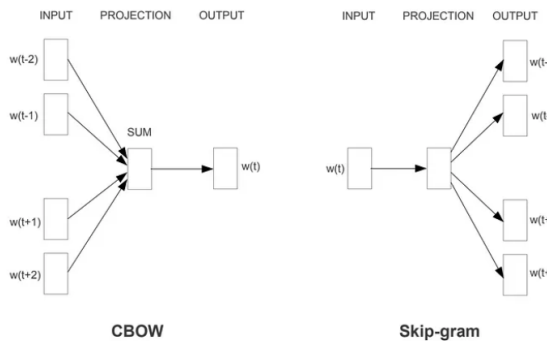 INPUT PROJECTION OUTPUT
w(t-2)
w(t-1)
SUM
w(t)
w(t+1)
w(t+2)
CBOW
INPUT PROJECTION OUTPUT
w(t)
Skip-gram